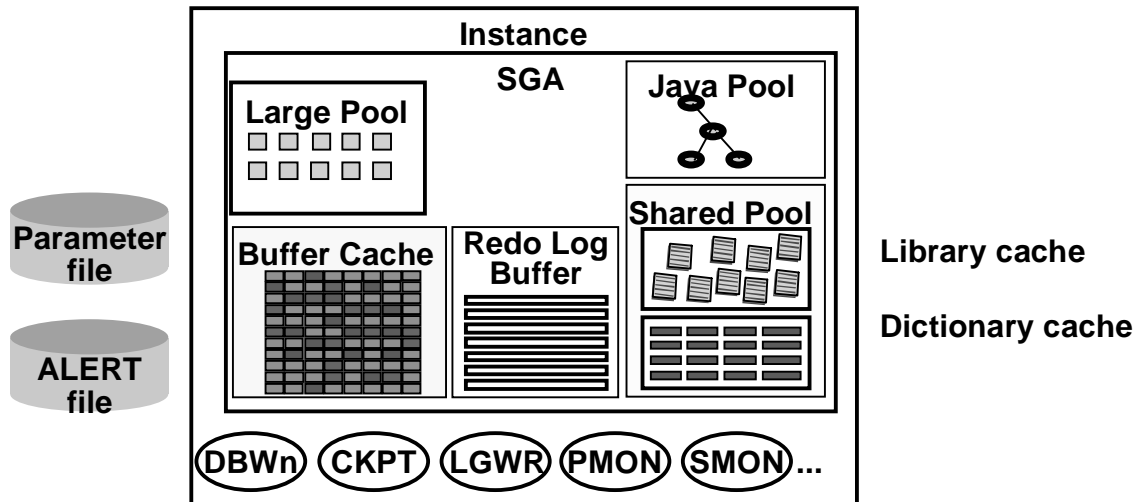 Instance
SGA
Large Pool
Java Pool
Parameter
file
Buffer Cache
Redo Log
Buffer
Shared Pool
Library cache
Dictionary cache
ALERT
file
DBWn
CKPT
LGWR
PMON
SMON
...